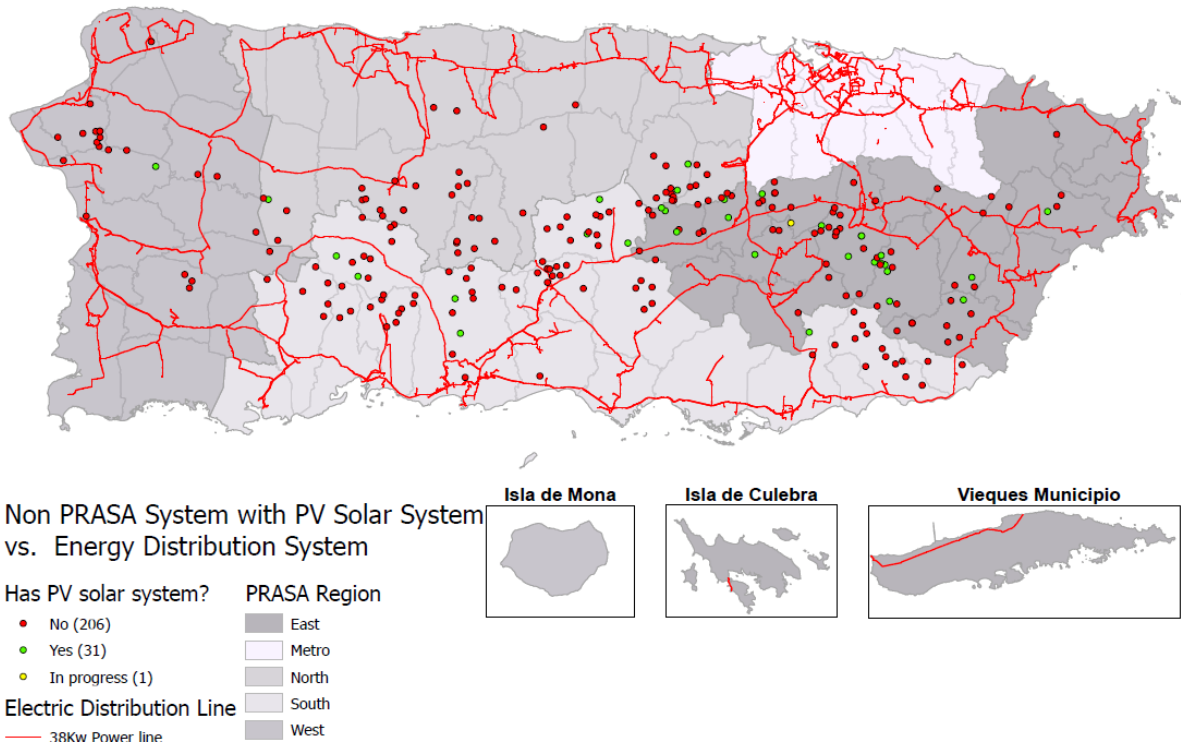 Isla de Mona
Isla de Culebra
Vieques Municipio
Non PRASA System with PV Solar System
vs. Energy Distribution System
Has PV solar system?
No (206)
Yes (31)
In progress (1)
Electric Distribution Line
38Kw Power line
PRASA Region
East
Metro
North
South
West